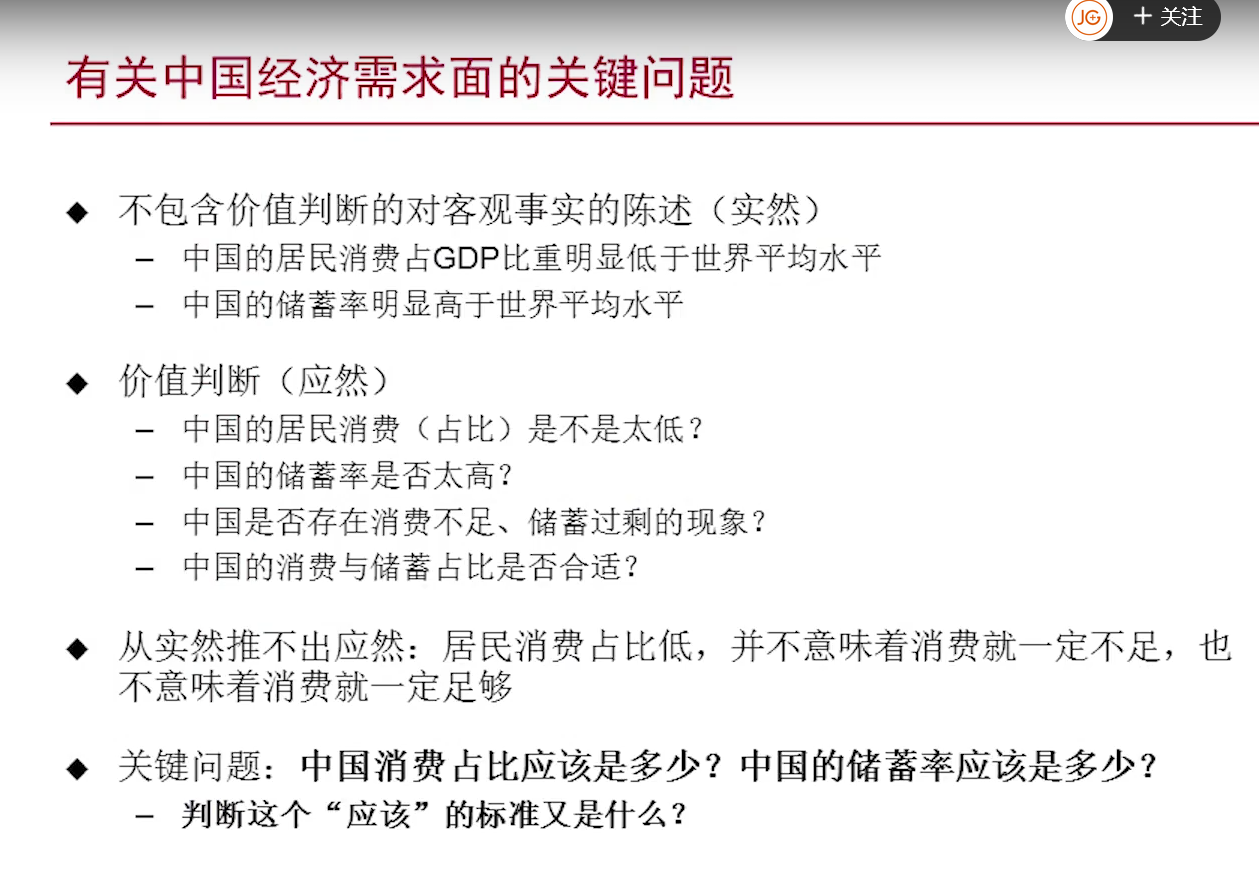 JG + 关注
有关中国经济需求面的关键问题
◆ 不包含价值判断的对客观事实的陈述（实然）
– 中国的居民消费占GDP比重明显低于世界平均水平
– 中国的储蓄率明显高于世界平均水平
◆ 价值判断（应然）
– 中国的居民消费（占比）是不是太低？
– 中国的储蓄率是否太高？
– 中国是否存在消费不足、储蓄过剩的现象？
– 中国的消费与储蓄占比是否合适？
◆ 从实然推不出应然：居民消费占比低，并不意味着消费就一定不足，也
不意味着消费就一定足够
◆ 关键问题：中国消费占比应该是多少？中国的储蓄率应该是多少？
– 判断这个“应该”的标准又是什么？